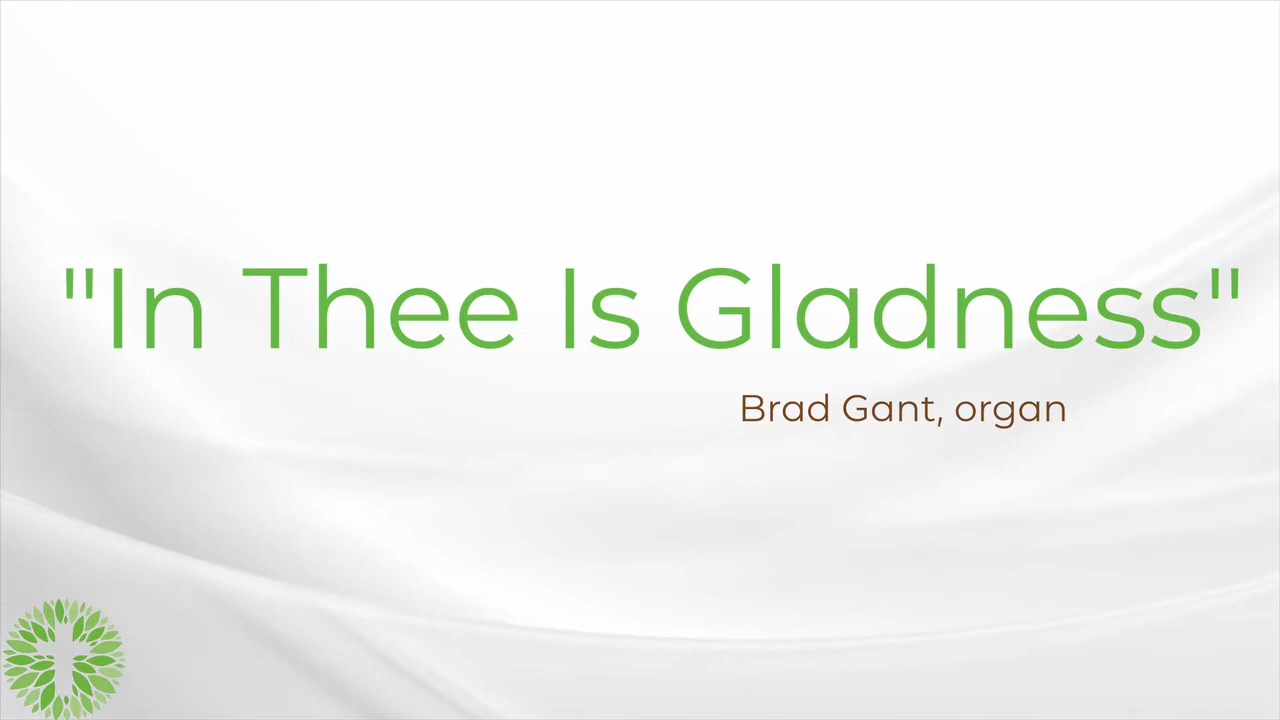 "In Thee Is Gladness"
Brad Gant, organ